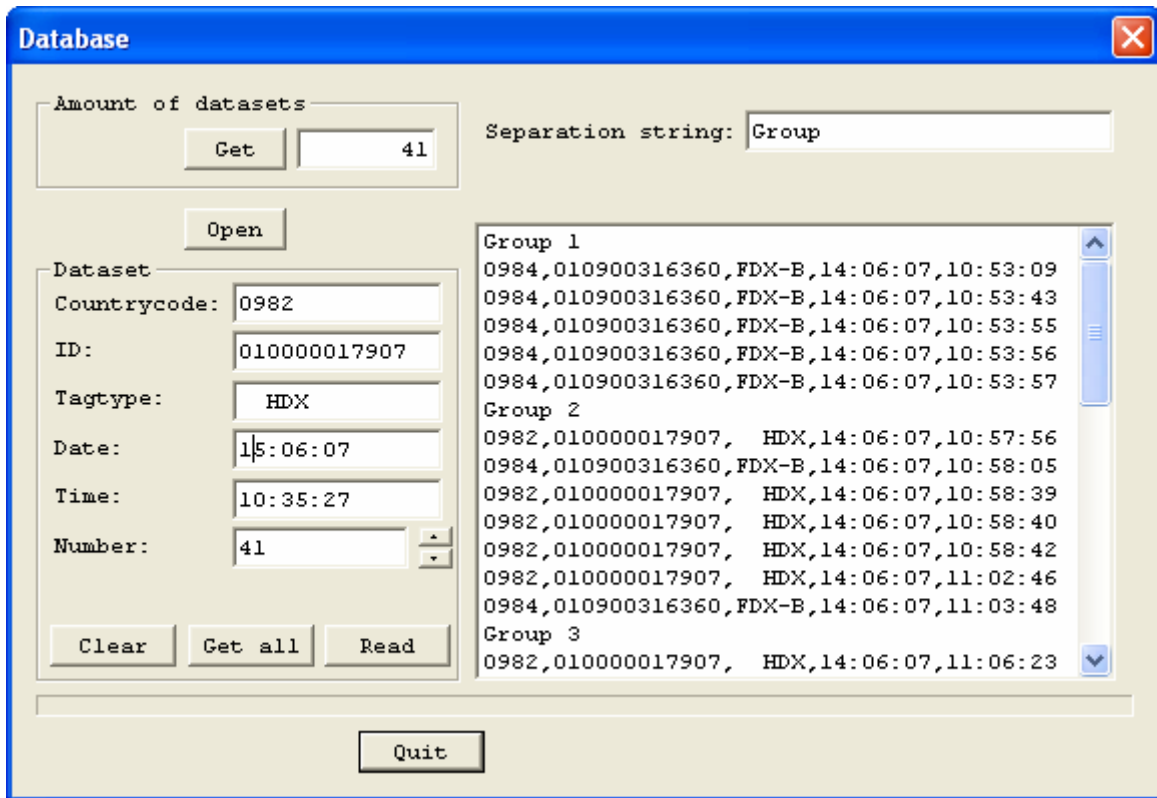 Database
Amount of datasets
Get 41
Separation string: Group
Open
Dataset
Countrycode: 0982
ID: 010000017907
Tagtype: HDX
Date: 15:06:07
Time: 10:35:27
Number: 41
Clear Get all Read
Group 1
0984,010900316360,FDX-B,14:06:07,10:53:09
0984,010900316360,FDX-B,14:06:07,10:53:43
0984,010900316360,FDX-B,14:06:07,10:53:55
0984,010900316360,FDX-B,14:06:07,10:53:56
0984,010900316360,FDX-B,14:06:07,10:53:57
Group 2
0982,010000017907,  HDX,14:06:07,10:57:56
0984,010900316360,FDX-B,14:06:07,10:58:05
0982,010000017907,  HDX,14:06:07,10:58:39
0982,010000017907,  HDX,14:06:07,10:58:40
0982,010000017907,  HDX,14:06:07,10:58:42
0982,010000017907,  HDX,14:06:07,11:02:46
0984,010900316360,FDX-B,14:06:07,11:03:48
Group 3
0982,010000017907,  HDX,14:06:07,11:06:23
Quit